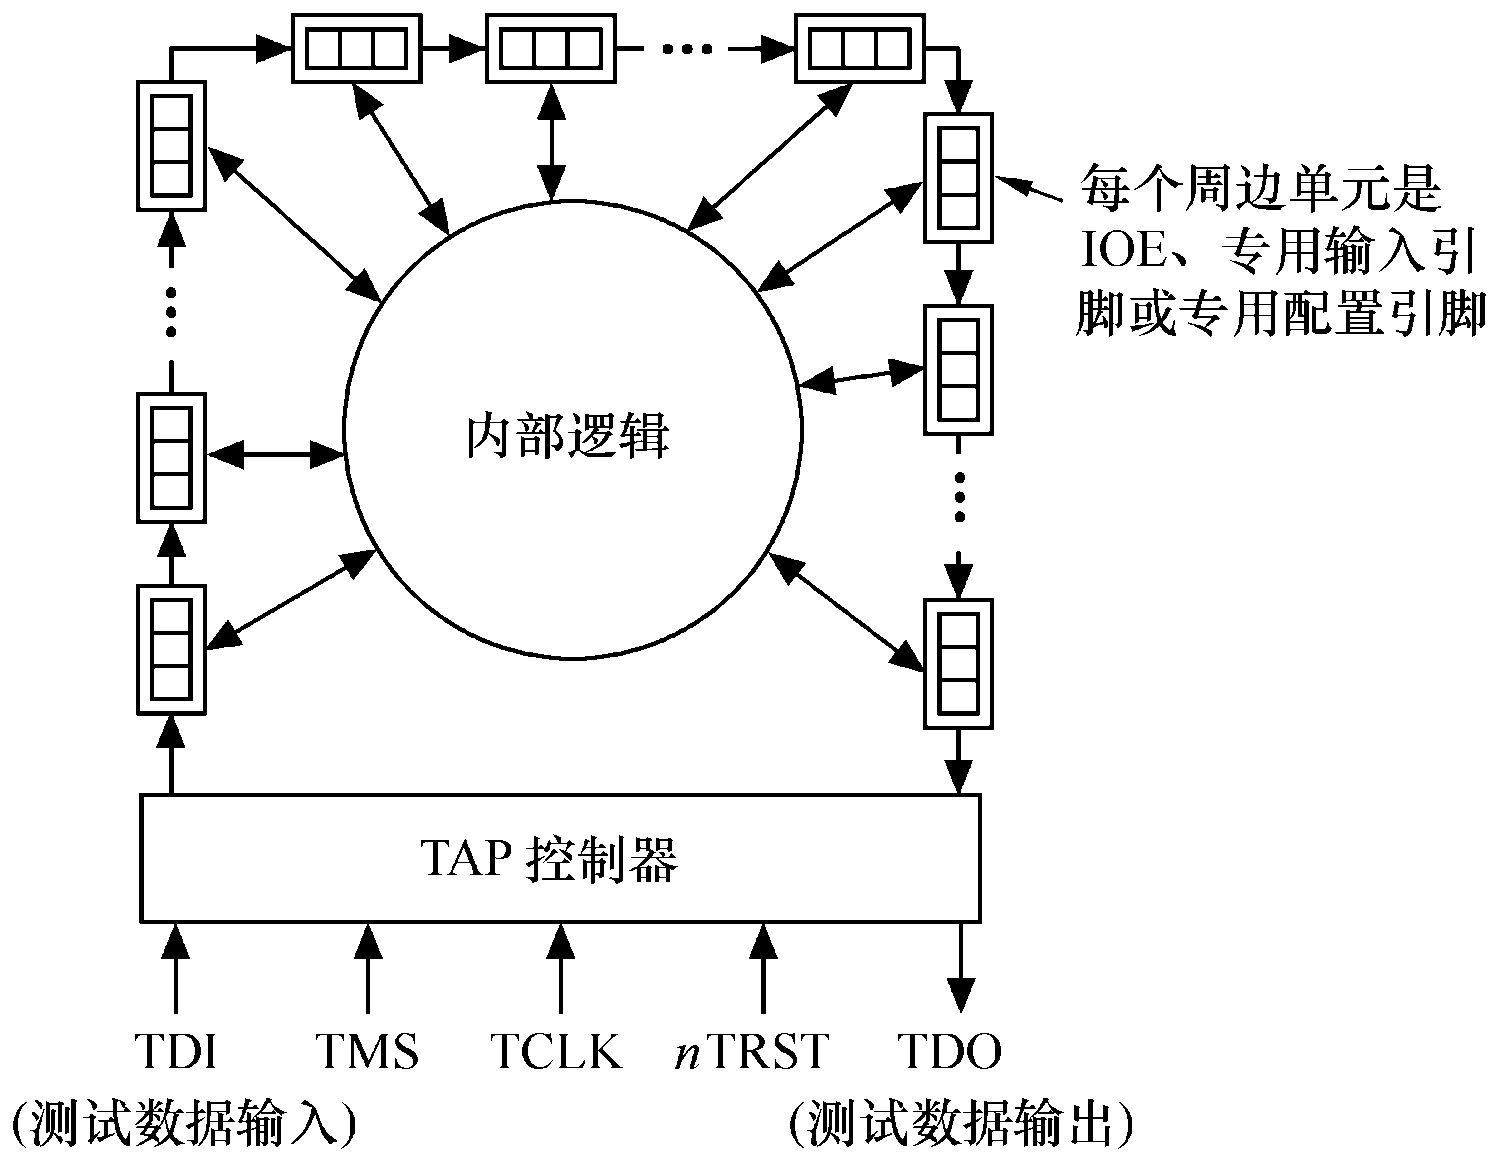 每个周边单元是
IOE、专用输入引
脚或专用配置引脚
内部逻辑
TAP 控制器
TDI TMS TCLK nTRST TDO
(测试数据输入) (测试数据输出)